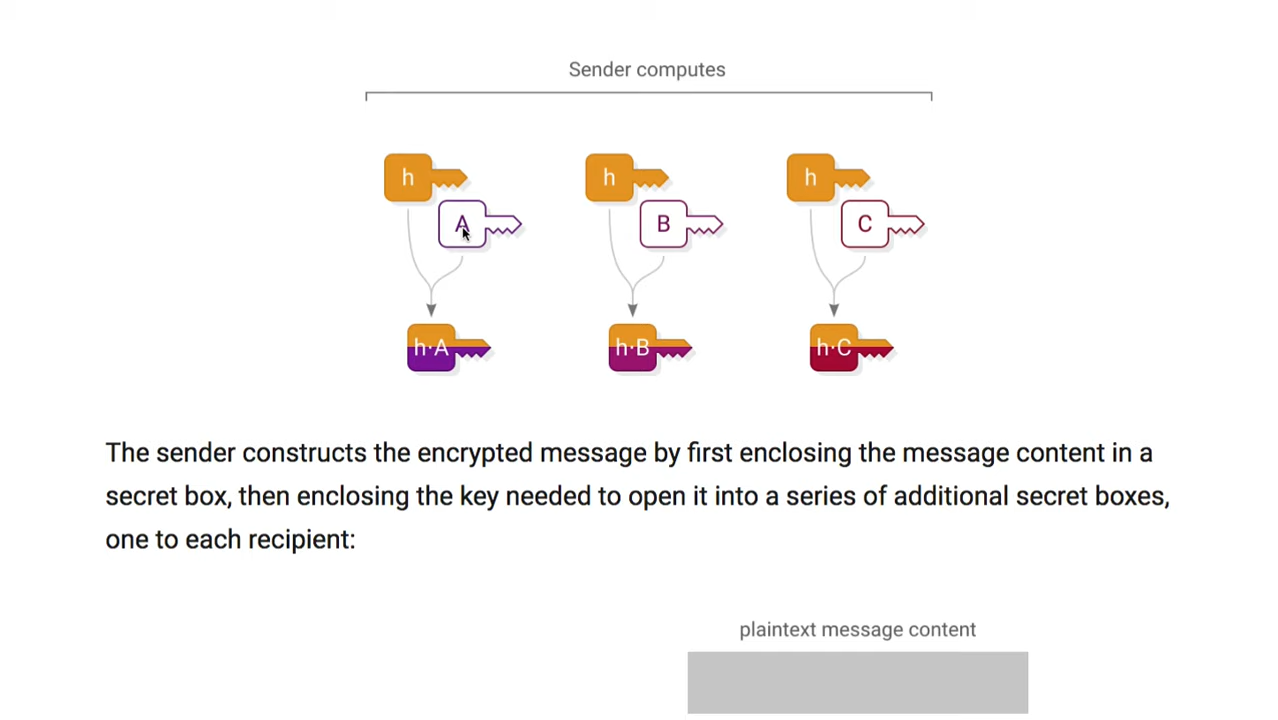 Sender computes
h h h
A B C
h·A h·B h·C
The sender constructs the encrypted message by first enclosing the message content in a
secret box, then enclosing the key needed to open it into a series of additional secret boxes,
one to each recipient:
plaintext message content